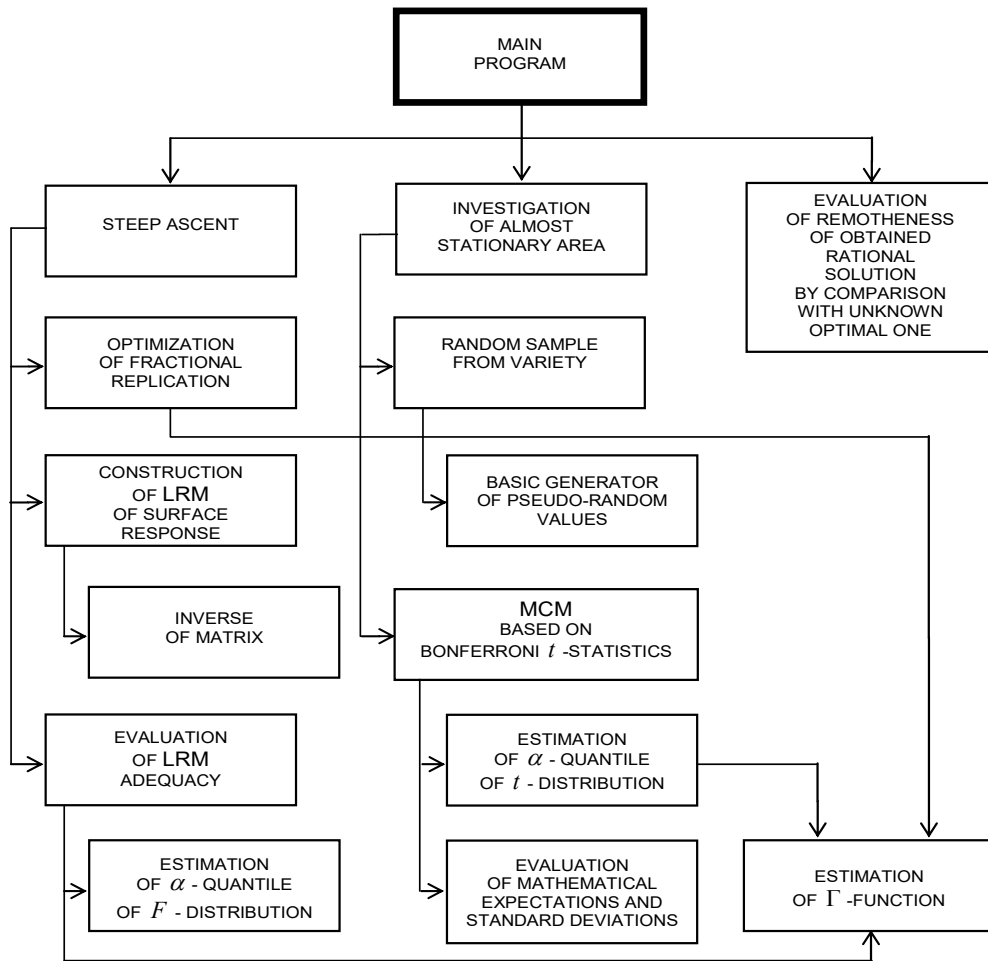 MAIN
PROGRAM
STEEP ASCENT
INVESTIGATION
OF ALMOST
STATIONARY AREA
EVALUATION
OF REMOTHENESS
OF OBTAINED
RATIONAL
SOLUTION
BY COMPARISON
WITH UNKNOWN
OPTIMAL ONE
OPTIMIZATION
OF FRACTIONAL
REPLICATION
RANDOM SAMPLE
FROM VARIETY
CONSTRUCTION
OF LRM
OF SURFACE
RESPONSE
BASIC GENERATOR
OF PSEUDO-RANDOM
VALUES
INVERSE
OF MATRIX
MCM
BASED ON
BONFERRONI t -STATISTICS
EVALUATION
OF LRM
ADEQUACY
ESTIMATION
OF α - QUANTILE
OF t - DISTRIBUTION
ESTIMATION
OF α - QUANTILE
OF F - DISTRIBUTION
EVALUATION
OF MATHEMATICAL
EXPECTATIONS AND
STANDARD DEVIATIONS
ESTIMATION
OF Γ -FUNCTION